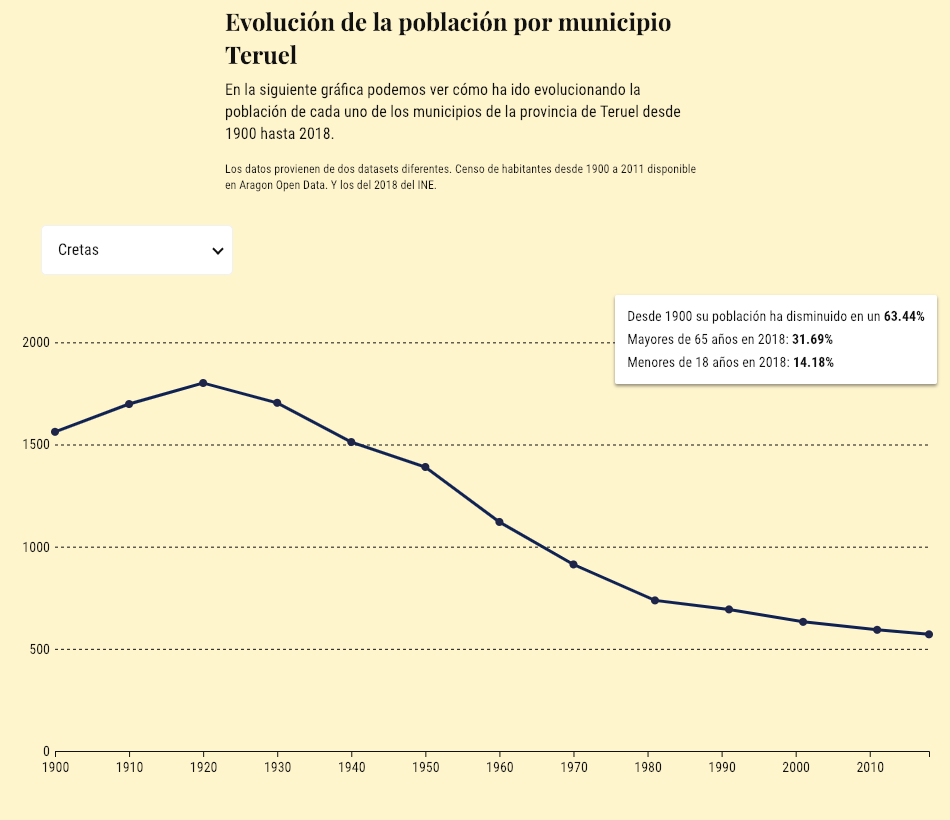 Evolución de la población por municipio
Teruel
En la siguiente gráfica podemos ver cómo ha ido evolucionando la
población de cada uno de los municipios de la provincia de Teruel desde
1900 hasta 2018.
Los datos provienen de dos datasets diferentes. Censo de habitantes desde 1900 a 2011 disponible
en Aragon Open Data. Y los del 2018 del INE.
Cretas
Desde 1900 su población ha disminuido en un 63.44%
Mayores de 65 años en 2018: 31.69%
Menores de 18 años en 2018: 14.18%
2000
1500
1000
500
0
1900 1910 1920 1930 1940 1950 1960 1970 1980 1990 2000 2010